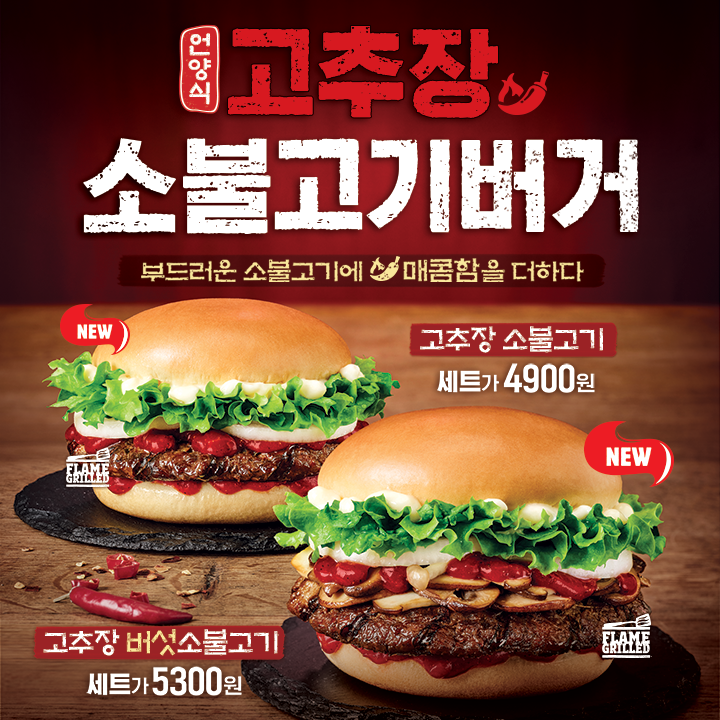 언양식
고추장
소불고기버거
부드러운 소불고기에 매콤함을 더하다
NEW
고추장 소불고기
세트가 4900원
FLAME
GRILLED
NEW
고추장 버섯소불고기
세트가 5300원
FLAME
GRILLED